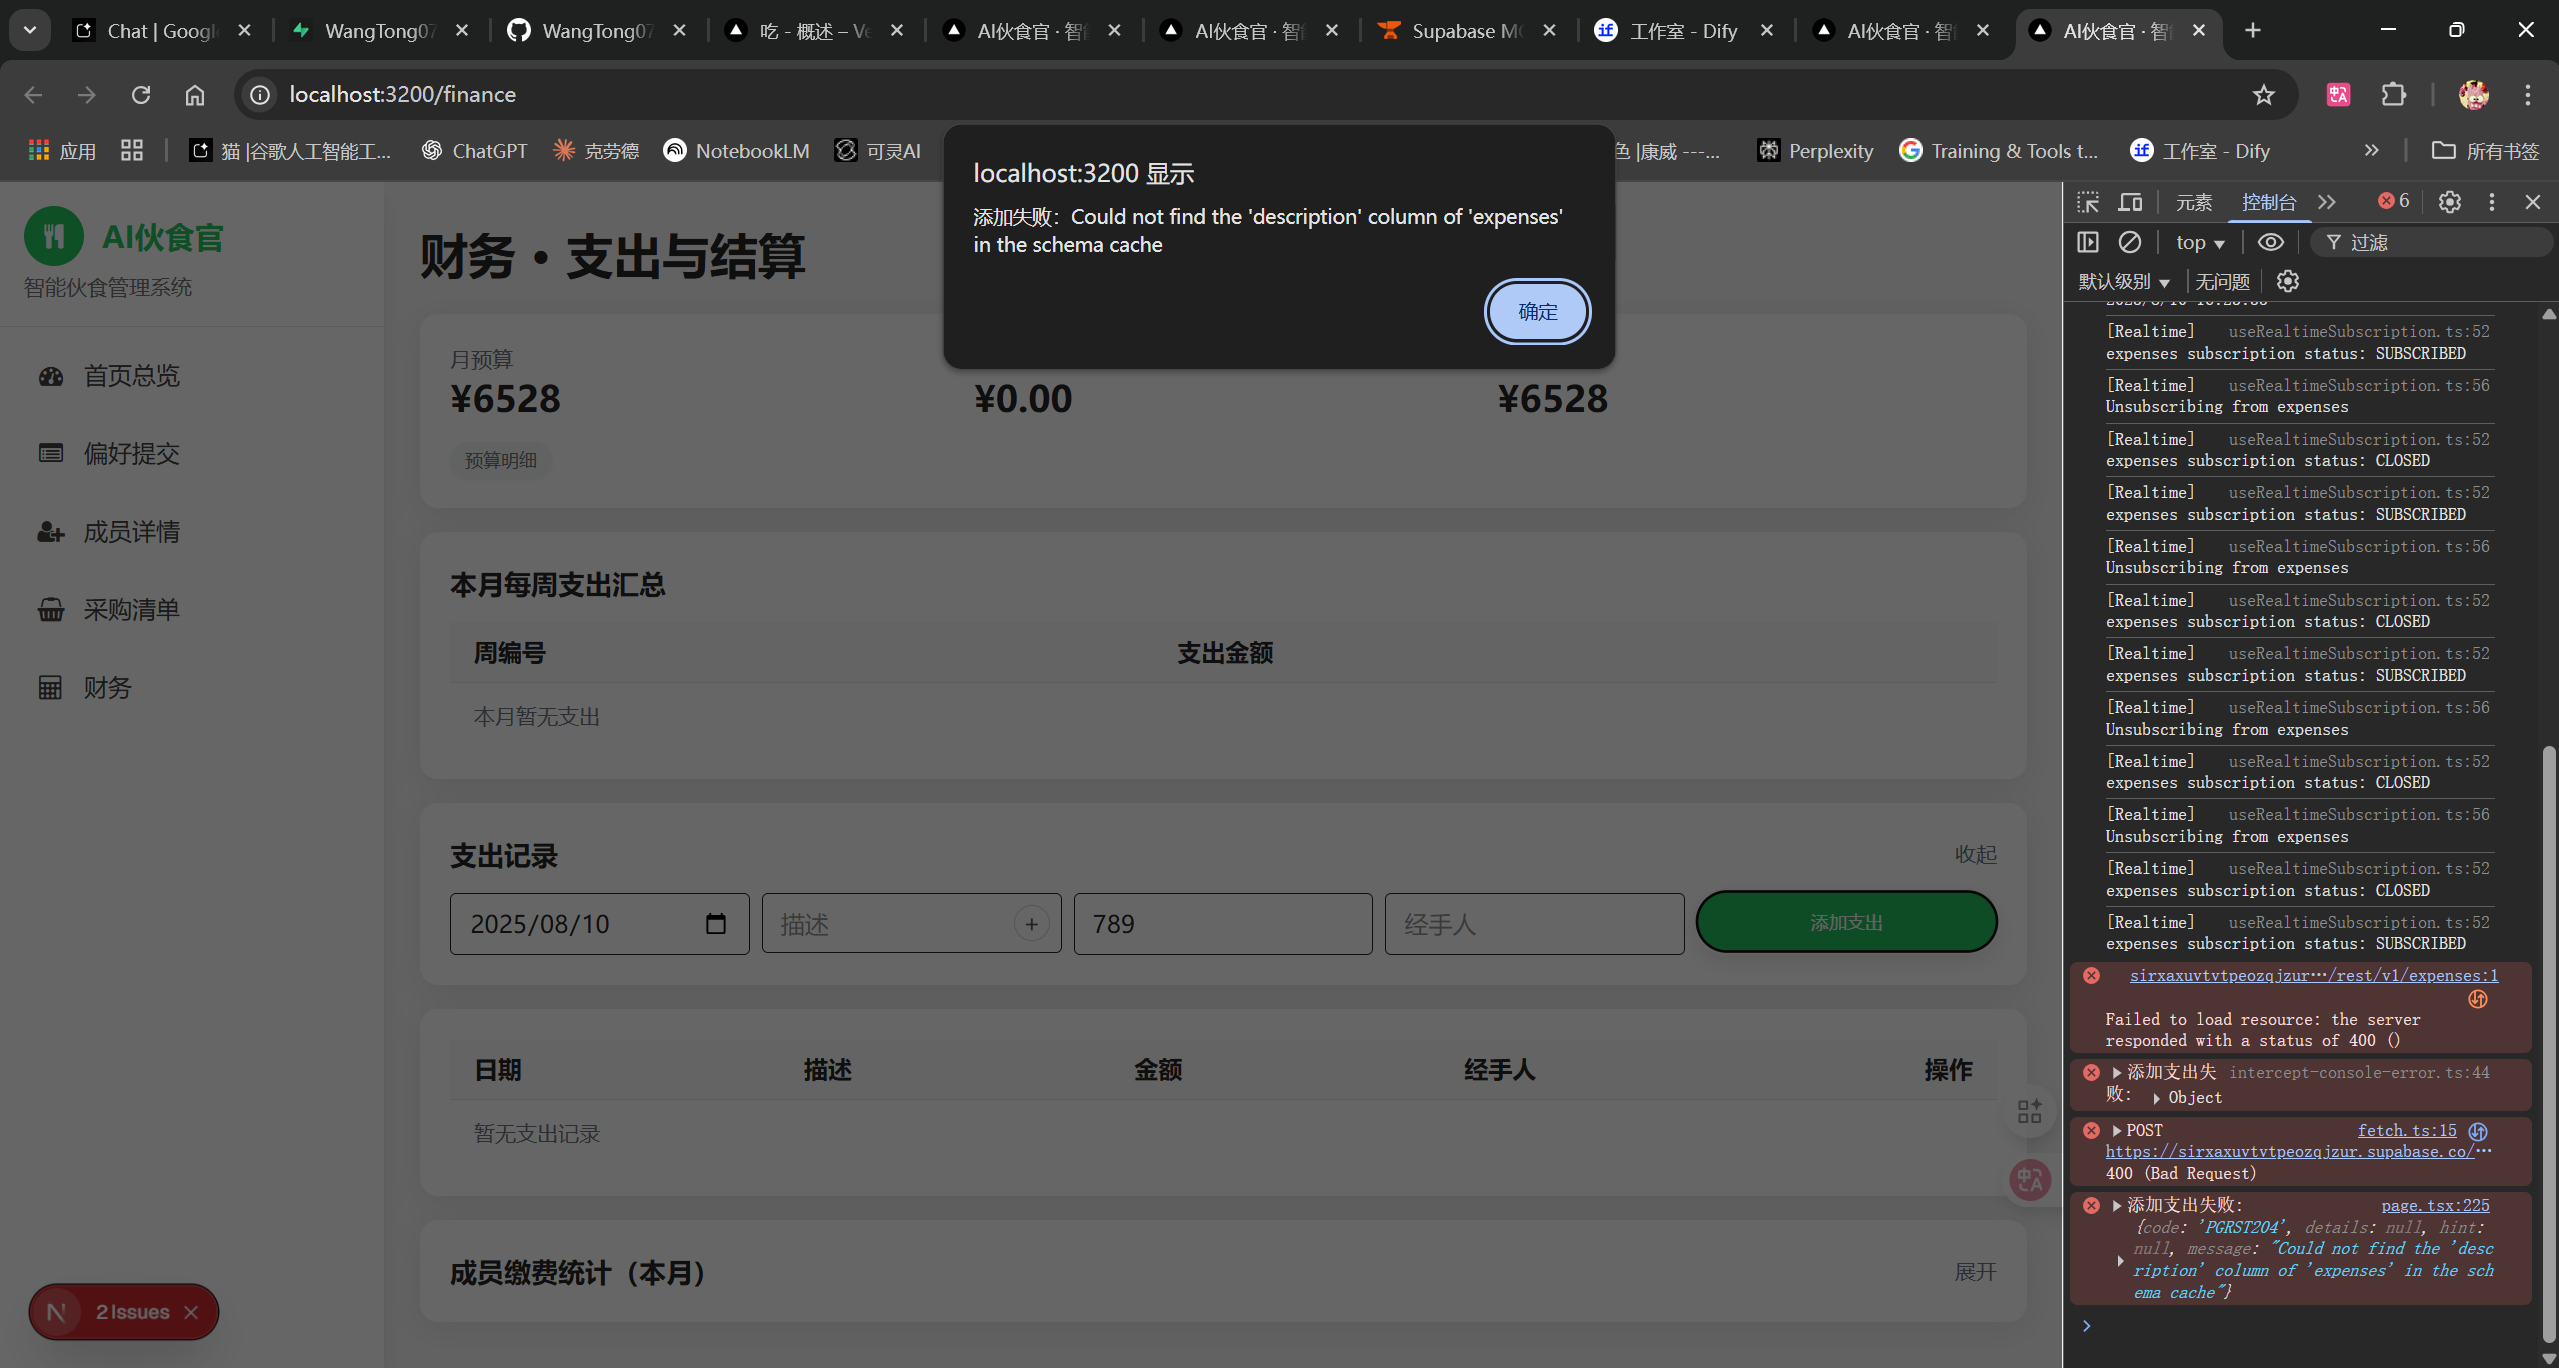 Chat | Googl
WangTong07
WangTong07
吃 - 概述 – Ve
AI伙食官 · 智能
AI伙食官 · 智能
Supabase MC
工作室 - Dify
AI伙食官 · 智能
AI伙食官 · 智能
localhost:3200/finance
应用
猫 |谷歌人工智能工...
ChatGPT
克劳德
NotebookLM
可灵AI
色 |康威 ---...
Perplexity
Training & Tools t...
工作室 - Dify
所有书签
localhost:3200 显示
添加失败：Could not find the 'description' column of 'expenses'
in the schema cache
确定
AI伙食官
智能伙食管理系统
首页总览
偏好提交
成员详情
采购清单
财务
2 Issues
财务 • 支出与结算
月预算
¥6528
¥0.00
¥6528
预算明细
本月每周支出汇总
周编号 支出金额
本月暂无支出
支出记录 收起
2025/08/10 描述 789 经手人 添加支出
日期 描述 金额 经手人 操作
暂无支出记录
成员缴费统计（本月） 展开
元素 控制台 6
top 过滤
默认级别 无问题
[Realtime] useRealtimeSubscription.ts:52
expenses subscription status: SUBSCRIBED
[Realtime] useRealtimeSubscription.ts:56
Unsubscribing from expenses
[Realtime] useRealtimeSubscription.ts:52
expenses subscription status: CLOSED
[Realtime] useRealtimeSubscription.ts:52
expenses subscription status: SUBSCRIBED
[Realtime] useRealtimeSubscription.ts:56
Unsubscribing from expenses
[Realtime] useRealtimeSubscription.ts:52
expenses subscription status: CLOSED
[Realtime] useRealtimeSubscription.ts:52
expenses subscription status: SUBSCRIBED
[Realtime] useRealtimeSubscription.ts:56
Unsubscribing from expenses
[Realtime] useRealtimeSubscription.ts:52
expenses subscription status: CLOSED
[Realtime] useRealtimeSubscription.ts:56
Unsubscribing from expenses
[Realtime] useRealtimeSubscription.ts:52
expenses subscription status: CLOSED
[Realtime] useRealtimeSubscription.ts:52
expenses subscription status: SUBSCRIBED
sirxaxuvtvtpeozqjzur…/rest/v1/expenses:1
Failed to load resource: the server
responded with a status of 400 ()
添加支出失 intercept-console-error.ts:44
败: Object
POST fetch.ts:15
https://sirxaxuvtvtpeozqjzur.supabase.co/…
400 (Bad Request)
添加支出失败: page.tsx:225
{code: 'PGRST204', details: null, hint:
null, message: "Could not find the 'desc
ription' column of 'expenses' in the sch
ema cache"}